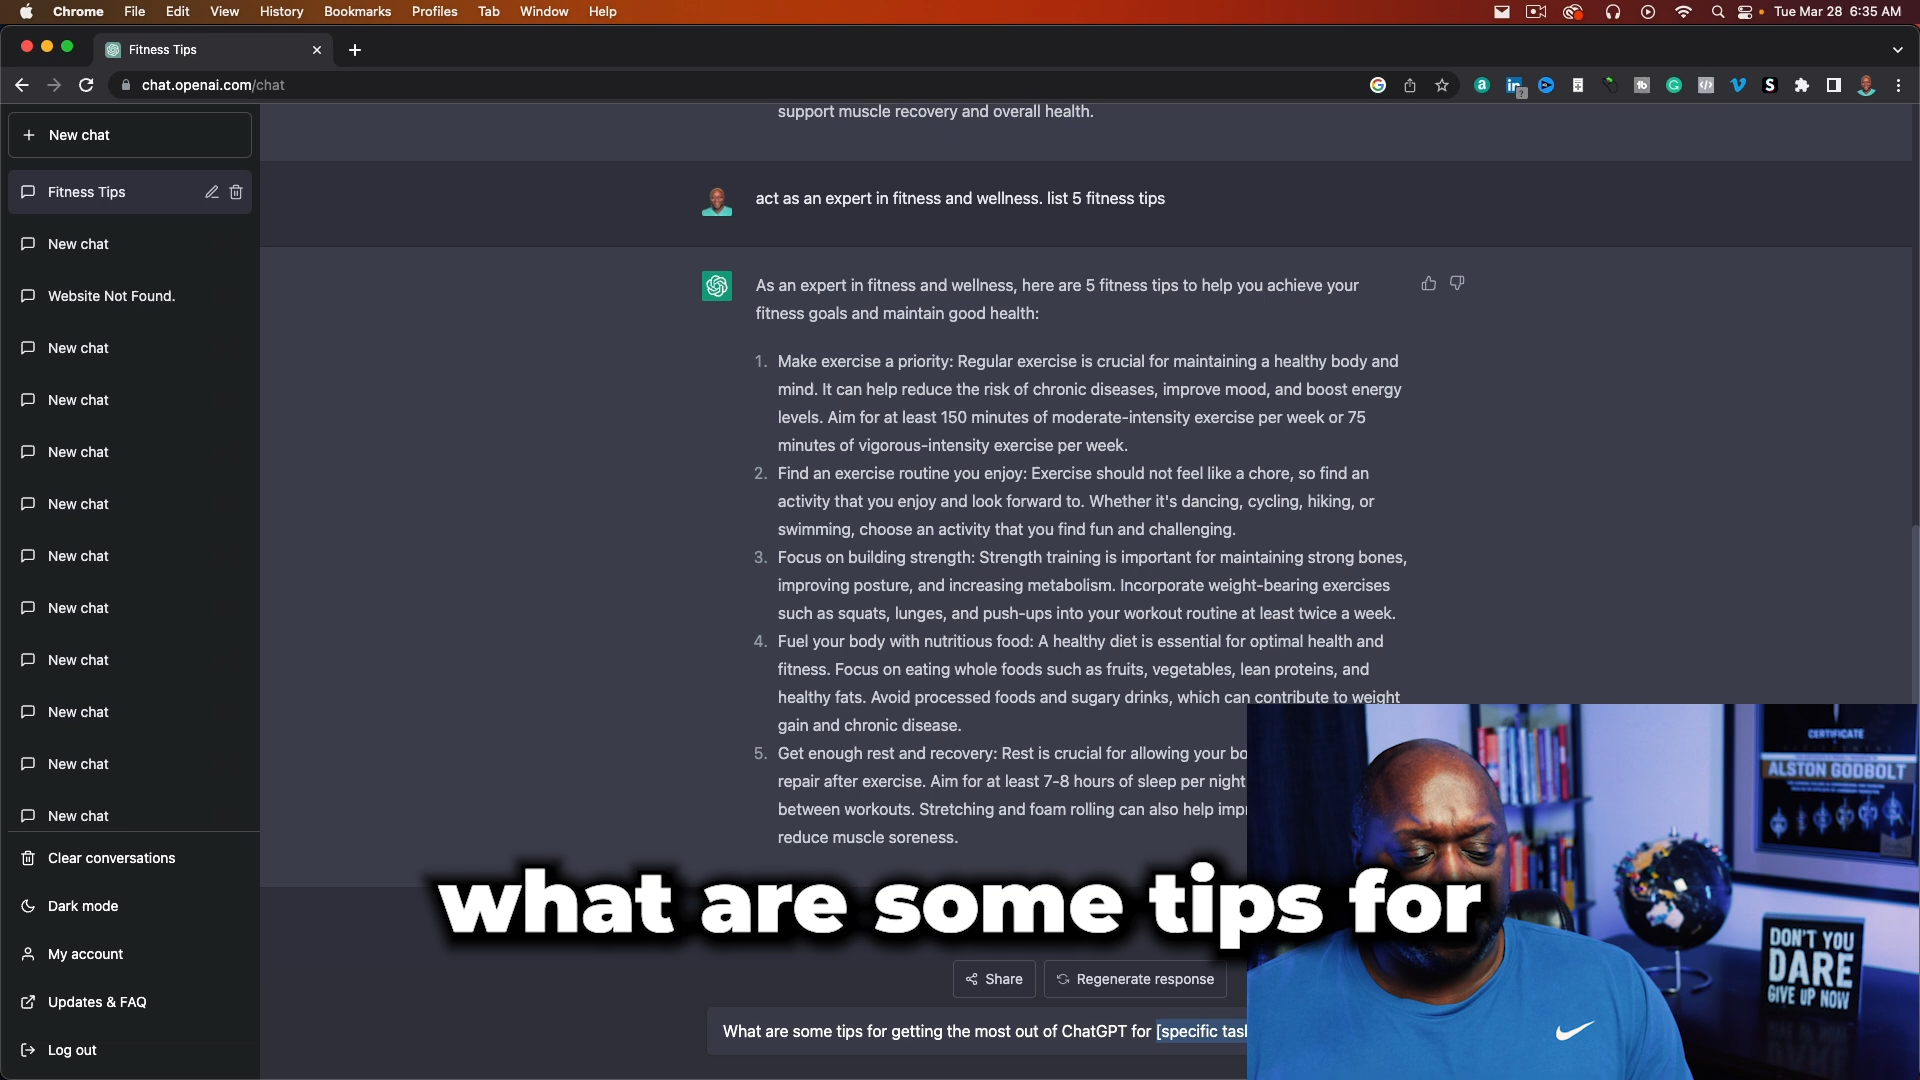 Chrome File Edit View History Bookmarks Profiles Tab Window Help
Tue Mar 28 6:35 AM
Fitness Tips
chat.openai.com/chat
New chat
Fitness Tips
New chat
Website Not Found.
New chat
New chat
New chat
New chat
New chat
New chat
New chat
New chat
New chat
New chat
Clear conversations
Dark mode
My account
Updates & FAQ
Log out
support muscle recovery and overall health.
act as an expert in fitness and wellness. list 5 fitness tips
As an expert in fitness and wellness, here are 5 fitness tips to help you achieve your
fitness goals and maintain good health:
1. Make exercise a priority: Regular exercise is crucial for maintaining a healthy body and
mind. It can help reduce the risk of chronic diseases, improve mood, and boost energy
levels. Aim for at least 150 minutes of moderate-intensity exercise per week or 75
minutes of vigorous-intensity exercise per week.
2. Find an exercise routine you enjoy: Exercise should not feel like a chore, so find an
activity that you enjoy and look forward to. Whether it's dancing, cycling, hiking, or
swimming, choose an activity that you find fun and challenging.
3. Focus on building strength: Strength training is important for maintaining strong bones,
improving posture, and increasing metabolism. Incorporate weight-bearing exercises
such as squats, lunges, and push-ups into your workout routine at least twice a week.
4. Fuel your body with nutritious food: A healthy diet is essential for optimal health and
fitness. Focus on eating whole foods such as fruits, vegetables, lean proteins, and
healthy fats. Avoid processed foods and sugary drinks, which can contribute to weight
gain and chronic disease.
5. Get enough rest and recovery: Rest is crucial for allowing your bo
repair after exercise. Aim for at least 7-8 hours of sleep per night
between workouts. Stretching and foam rolling can also help imp
reduce muscle soreness.
what are some tips for
Share
Regenerate response
What are some tips for getting the most out of ChatGPT for [specific task
CERTIFICATE
ALSTON GODBOLT
DON'T YOU
DARE
GIVE UP NOW